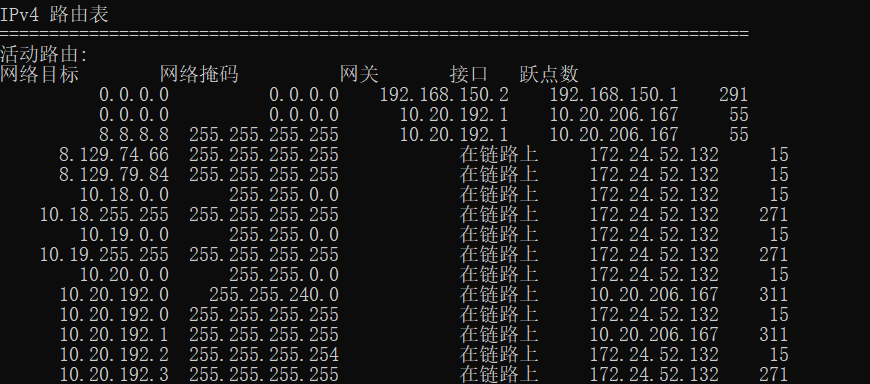 IPv4 路由表
===========================================================================
活动路由:
网络目标 网络掩码 网关 接口 跃点数
0.0.0.0 0.0.0.0 192.168.150.2 192.168.150.1 291
0.0.0.0 0.0.0.0 10.20.192.1 10.20.206.167 55
8.8.8.8 255.255.255.255 10.20.192.1 10.20.206.167 55
8.129.74.66 255.255.255.255 在链路上 172.24.52.132 15
8.129.79.84 255.255.255.255 在链路上 172.24.52.132 15
10.18.0.0 255.255.0.0 在链路上 172.24.52.132 15
10.18.255.255 255.255.255.255 在链路上 172.24.52.132 271
10.19.0.0 255.255.0.0 在链路上 172.24.52.132 15
10.19.255.255 255.255.255.255 在链路上 172.24.52.132 271
10.20.0.0 255.255.0.0 在链路上 172.24.52.132 15
10.20.192.0 255.255.240.0 在链路上 10.20.206.167 311
10.20.192.0 255.255.255.255 在链路上 172.24.52.132 15
10.20.192.1 255.255.255.255 在链路上 10.20.206.167 311
10.20.192.2 255.255.255.254 在链路上 172.24.52.132 15
10.20.192.3 255.255.255.255 在链路上 172.24.52.132 271